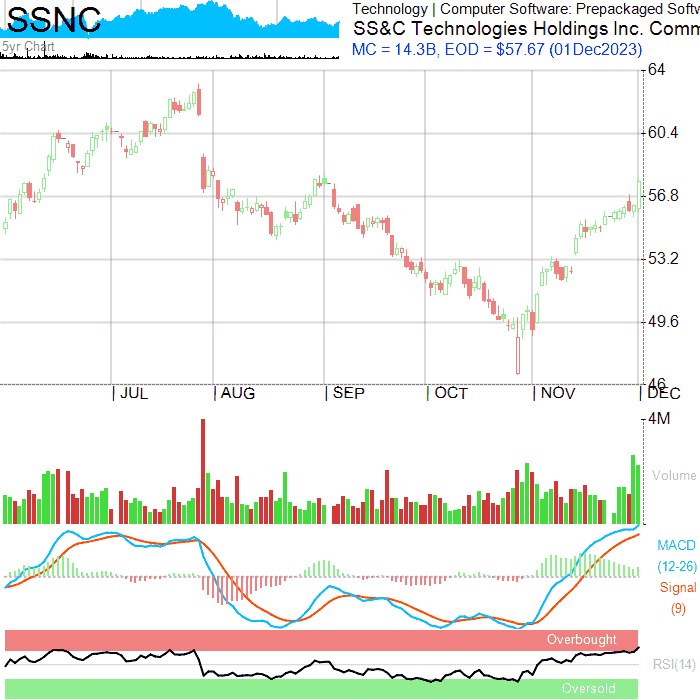 SSNC
5yr Chart
Technology | Computer Software: Prepackaged Softw
SS&C Technologies Holdings Inc. Comm
MC = 14.3B, EOD = $57.67 (01Dec2023)
64
60.4
56.8
53.2
49.6
46
| JUL | AUG | SEP | OCT | NOV | DEC
4M
Volume
MACD
(12-26)
Signal
(9)
Overbought
RSI(14)
Oversold